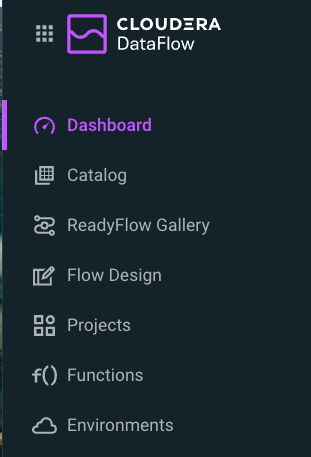 CLOUDERA
DataFlow
Dashboard
Catalog
ReadyFlow Gallery
Flow Design
Projects
f() Functions
Environments